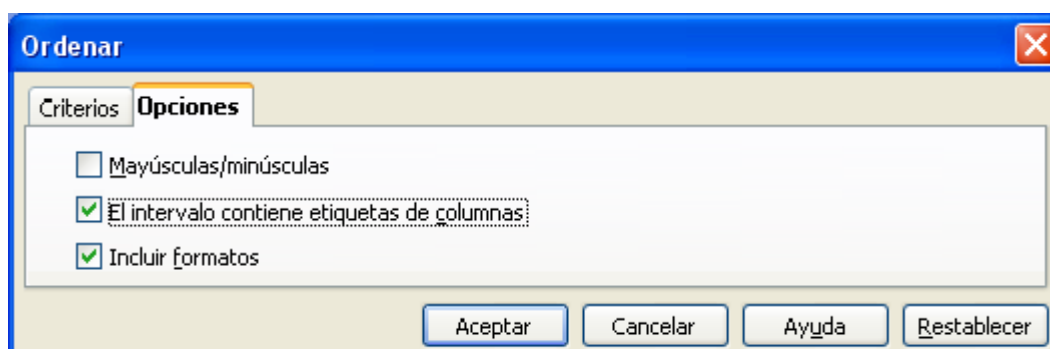 Ordenar
Criterios Opciones
Mayúsculas/minúsculas
El intervalo contiene etiquetas de columnas
Incluir formatos
Aceptar Cancelar Ayuda Restablecer